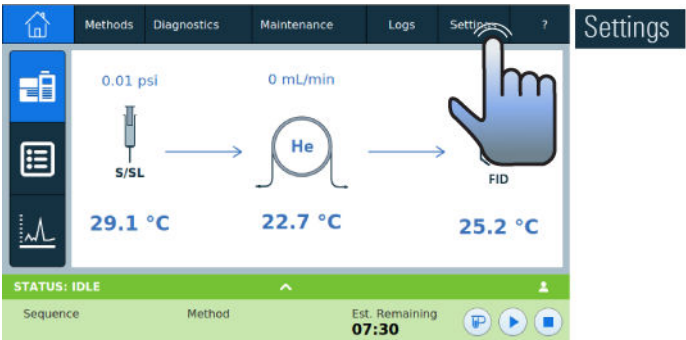 Methods Diagnostics Maintenance Logs Settings ?
Settings
0.01 psi 0 mL/min
He
S/SL
FID
29.1 °C 22.7 °C 25.2 °C
STATUS: IDLE
Sequence Method Est. Remaining
07:30